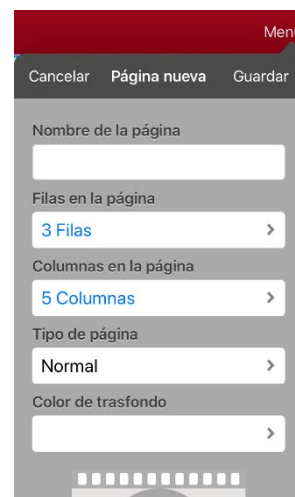 Menú
Cancelar Página nueva Guardar
Nombre de la página
Filas en la página
3 Filas
Columnas en la página
5 Columnas
Tipo de página
Normal
Color de trasfondo